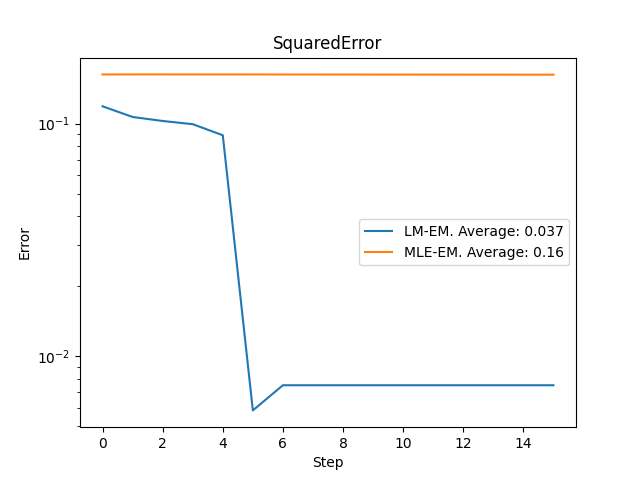 SquaredError
10⁻¹
10⁻²
Error
LM-EM. Average: 0.037
MLE-EM. Average: 0.16
0 2 4 6 8 10 12 14
Step